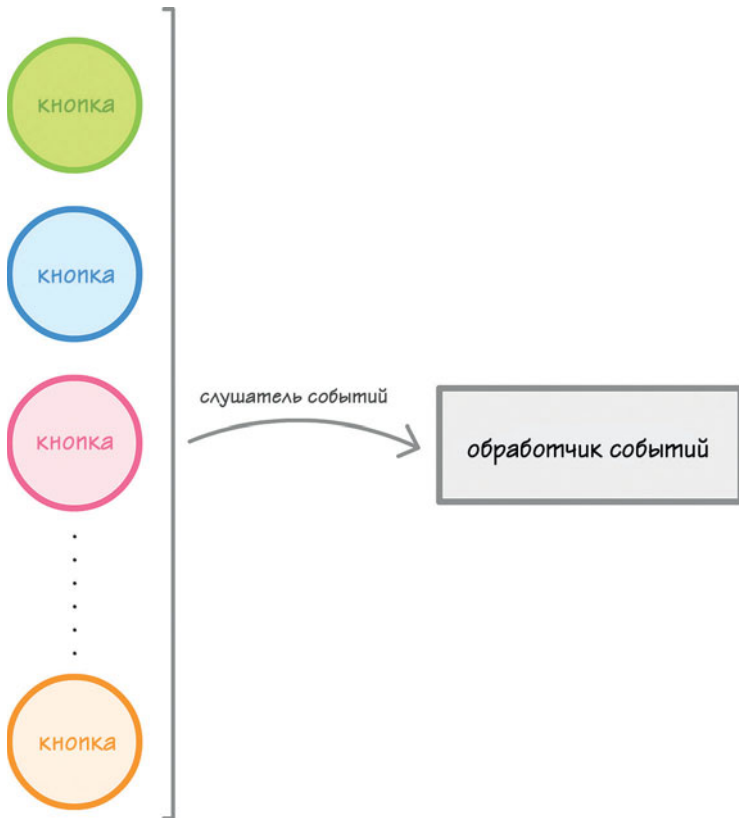 кнопка
кнопка
слушатель событий
кнопка
обработчик событий
кнопка